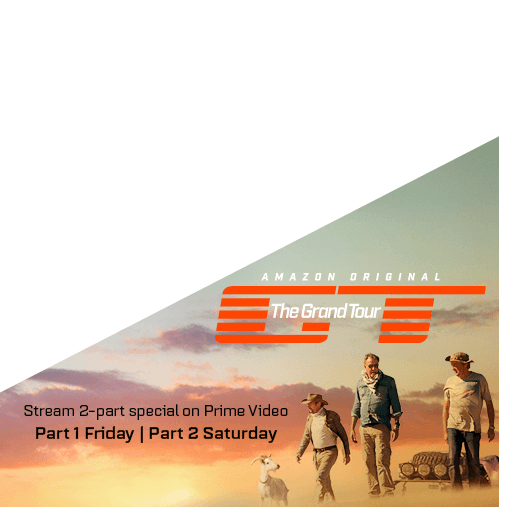 AMAZON ORIGINAL
The Grand Tour
Stream 2-part special on Prime Video
Part 1 Friday | Part 2 Saturday